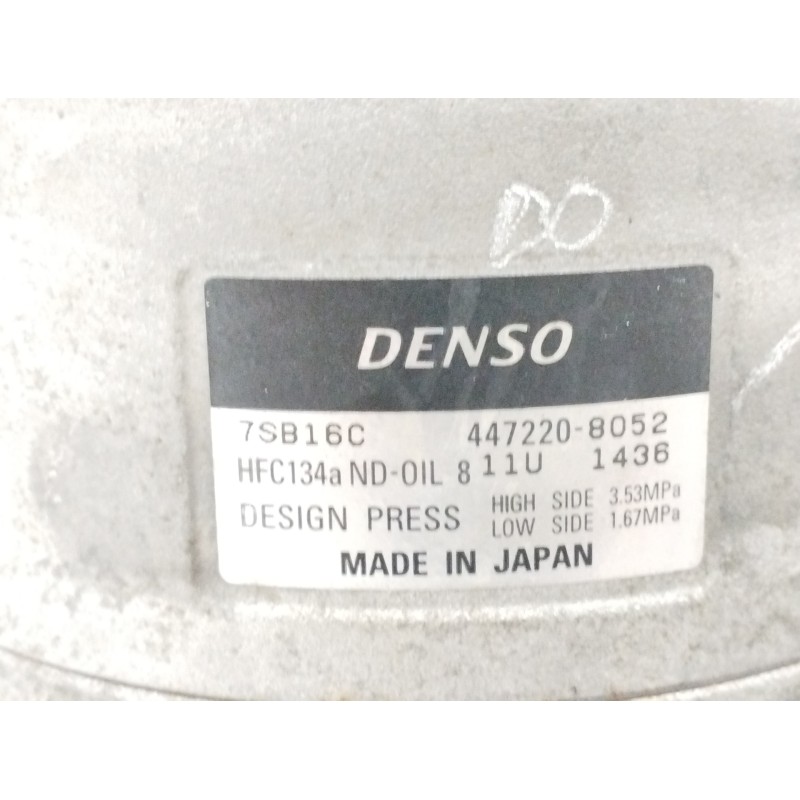 DO
DENSO
7SB16C 447220-8052
HFC134a ND-OIL 8 11U 1436
DESIGN PRESS HIGH SIDE 3.53MPa
LOW SIDE 1.67MPa
MADE IN JAPAN